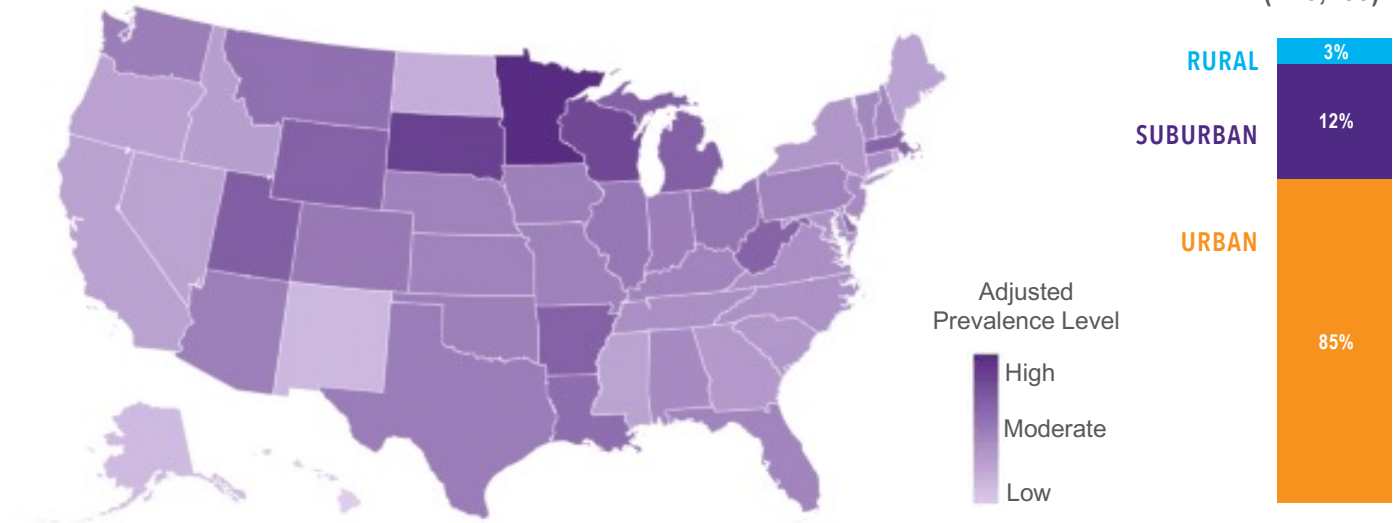 RURAL
3%
SUBURBAN
12%
URBAN
85%
Adjusted
Prevalence Level
High
Moderate
Low